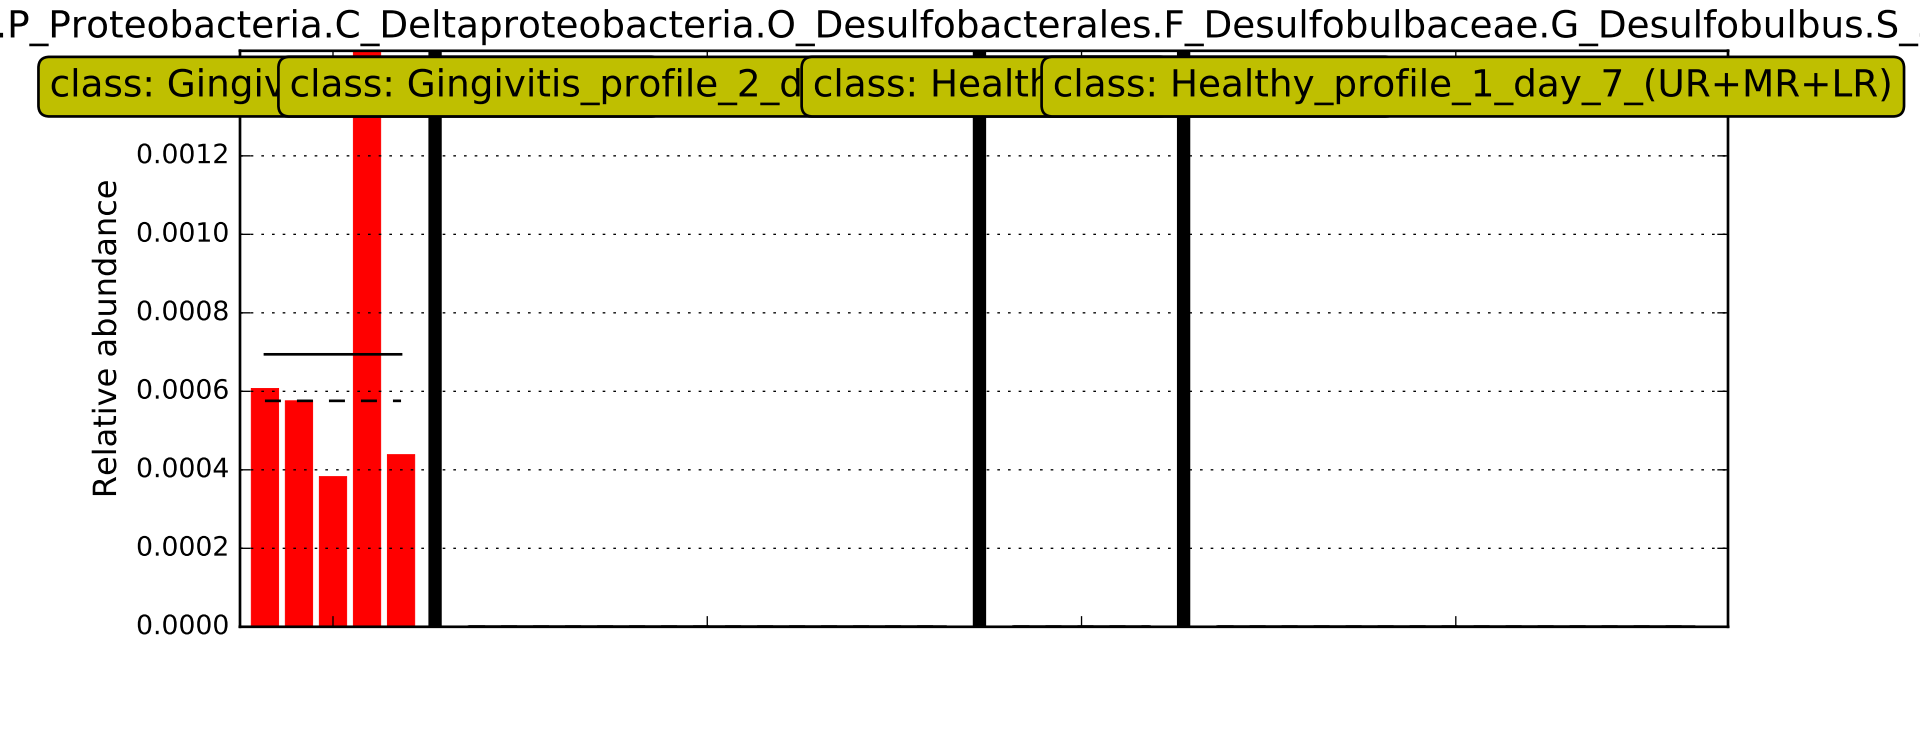 .P_Proteobacteria.C_Deltaproteobacteria.O_Desulfobacterales.F_Desulfobulbaceae.G_Desulfobulbus.S_
class: Gingiv
class: Gingivitis_profile_2_d
class: Health
class: Healthy_profile_1_day_7_(UR+MR+LR)
0.0012
0.0010
0.0008
0.0006
0.0004
0.0002
0.0000
Relative abundance